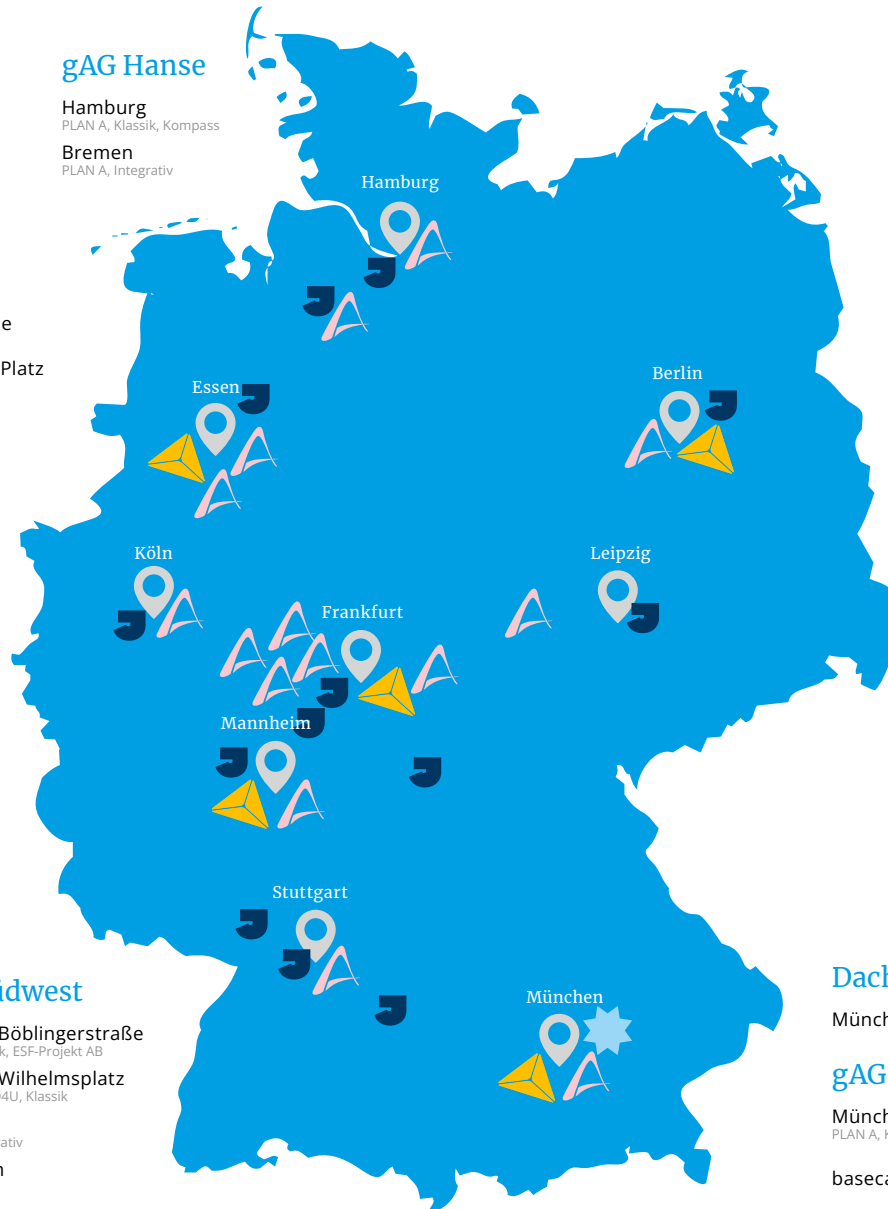 gAG Hanse
Hamburg
PLAN A, Klassik, Kompass
Bremen
PLAN A, Integrativ
Hamburg
e
Platz
Essen
Berlin
Köln
Leipzig
Frankfurt
Mannheim
Stuttgart
München
idwest
Böblingerstraße
k, ESF-Projekt AB
Wilhelmsplatz
4U, Klassik
ativ
n
Dach
Münch
gAG
Münch
PLAN A, K
baseca